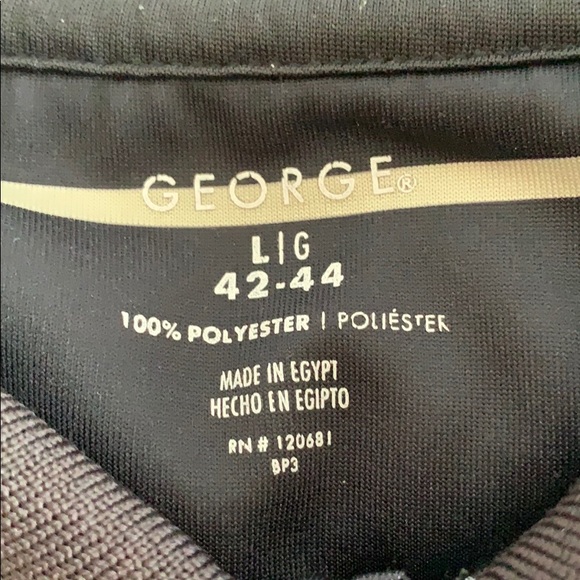 GEORGE®
L|G
42-44
100% POLYESTER | POLIÉSTER
MADE IN EGYPT
HECHO EN EGIPTO
RN # 120681
BP3